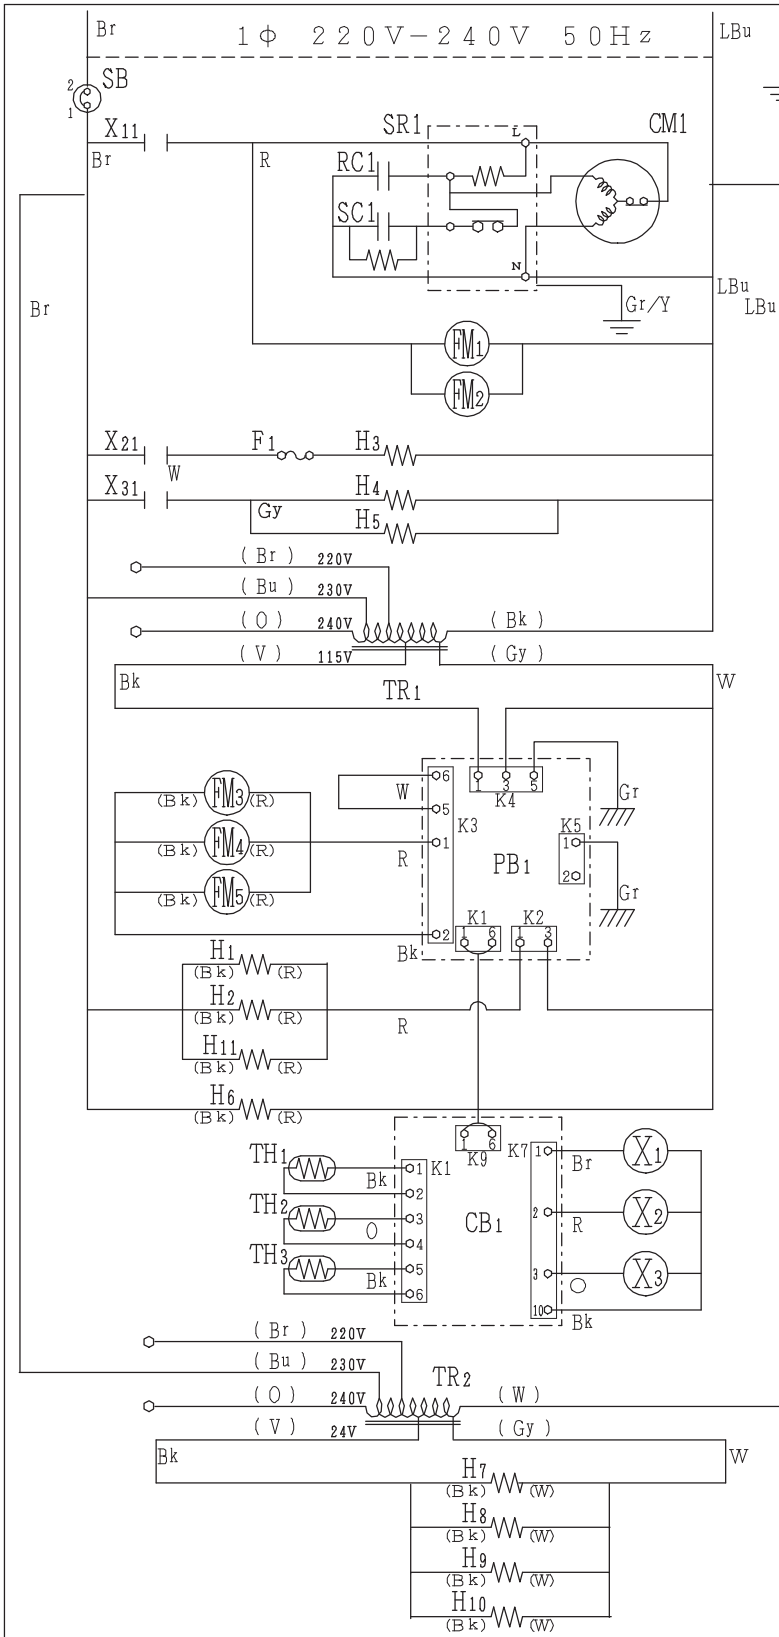 Br 1Φ 220V-240V 50Hz LBu
2 SB
1
X11 SR1 L CM1
Br R RC1
SC1
N
LBu
Br Gr/Y LBu
FM1
FM2
X21 F1 H3
W
X31 H4
Gy
H5
(Br) 220V
(Bu) 230V
(O) 240V (Bk)
(V) 115V (Gy)
Bk TR1 W
6 1 3 5
(Bk) FM3 (R) W K4 Gr
5 K3 K5
(Bk) FM4 (R) 1 1
R PB1
2
(Bk) FM5 (R) Gr
K1 K2
2 1 6 1 3
Bk
H1
(Bk) (R)
H2
(Bk) (R) R
H11
(Bk) (R)
H6
(Bk) (R)
1 6
TH1 K1 K9 K7 1 X1
1 Br
Bk 2
TH2 3 CB1 2 X2
O R
4
TH3 5 3 X3
Bk O
6 10
Bk
(Br) 220V
(Bu) 230V TR2
(O) 240V (W)
(V) 24V (Gy)
Bk W
H7
(Bk) (W)
H8
(Bk) (W)
H9
(Bk) (W)
H10
(Bk) (W)